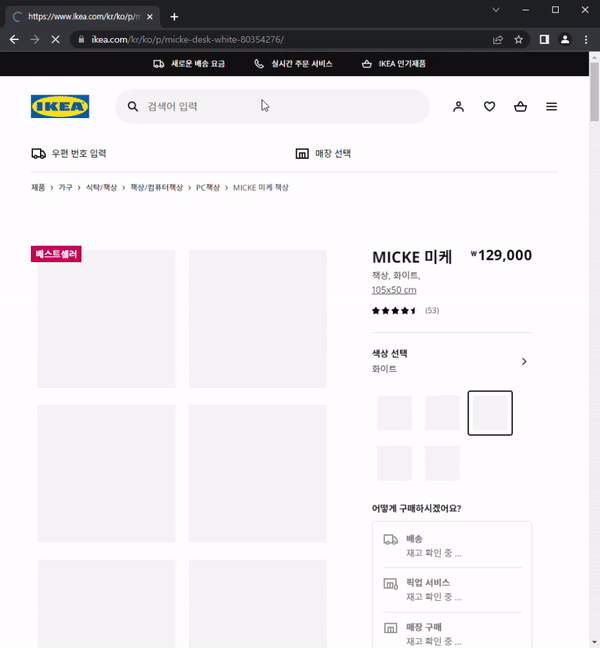 https://www.ikea.com/kr/ko/p/m
ikea.com/kr/ko/p/micke-desk-white-80354276/
새로운 배송 요금
실시간 주문 서비스
IKEA 인기제품
IKEA
검색어 입력
우편 번호 입력
매장 선택
제품 > 가구 > 식탁/책상 > 책상/컴퓨터책상 > PC책상 > MICKE 미케 책상
베스트셀러
MICKE 미케
₩129,000
책상, 화이트,
105x50 cm
(53)
색상 선택
화이트
어떻게 구매하시겠어요?
배송
재고 확인 중 ...
픽업 서비스
재고 확인 중 ...
매장 구매
재고 확인 중 ...